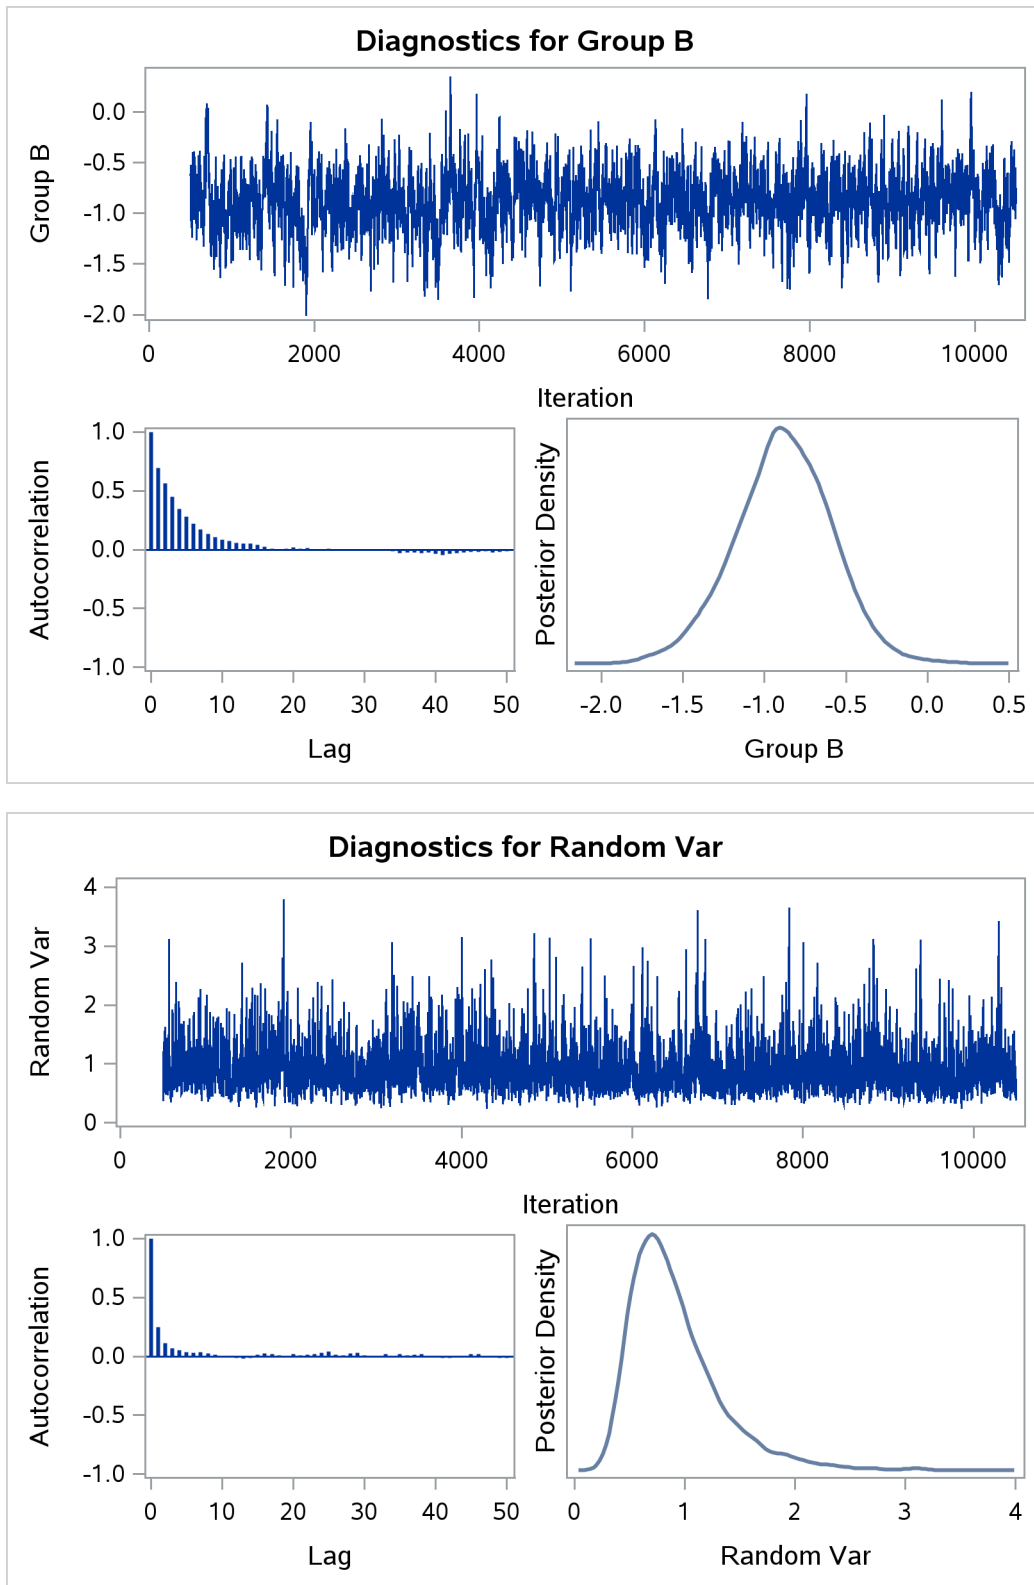 Diagnostics for Group B
Group B
0.0
-0.5
-1.0
-1.5
-2.0
0 2000 4000 6000 8000 10000
Iteration
Autocorrelation
1.0
0.5
0.0
-0.5
-1.0
0 10 20 30 40 50
Lag
Posterior Density
-2.0 -1.5 -1.0 -0.5 0.0 0.5
Group B
Diagnostics for Random Var
Random Var
4
3
2
1
0
0 2000 4000 6000 8000 10000
Iteration
Autocorrelation
1.0
0.5
0.0
-0.5
-1.0
0 10 20 30 40 50
Lag
Posterior Density
0 1 2 3 4
Random Var